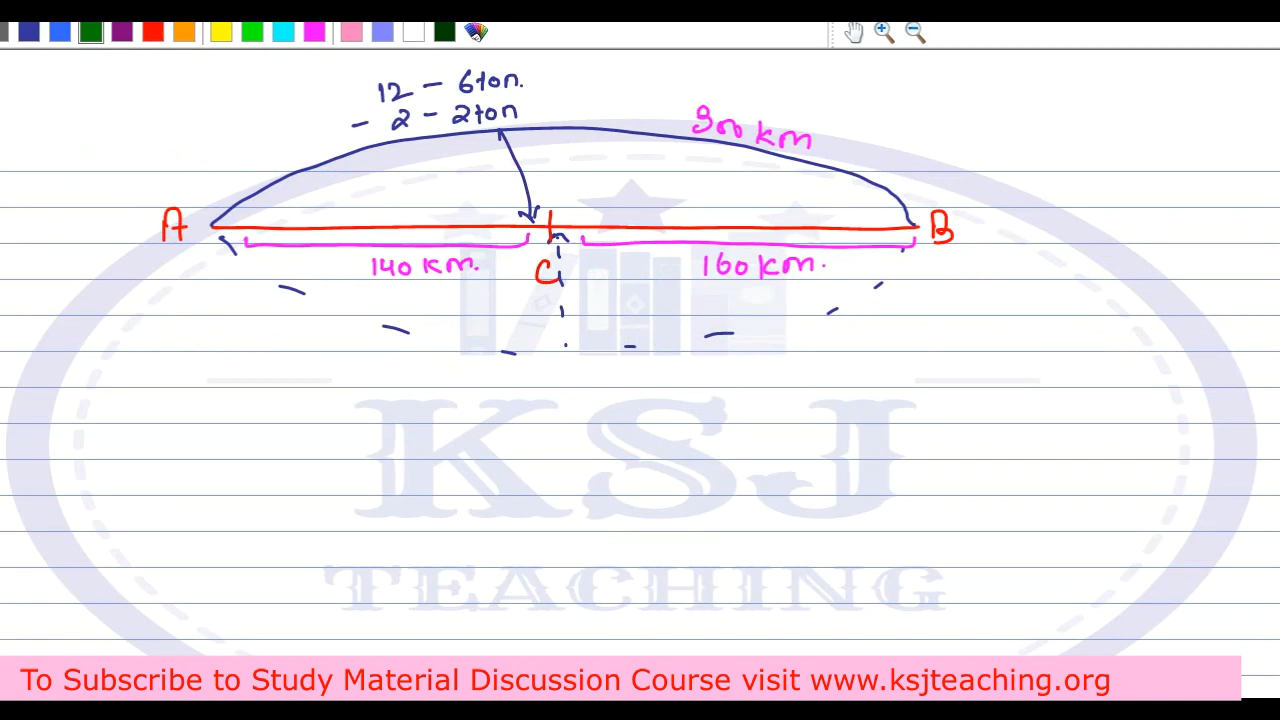 12 - 6ton.
- 2 - 2ton
300 km
A B
140 km. C 160 km.
KSJ
TEACHING
To Subscribe to Study Material Discussion Course visit www.ksjteaching.org